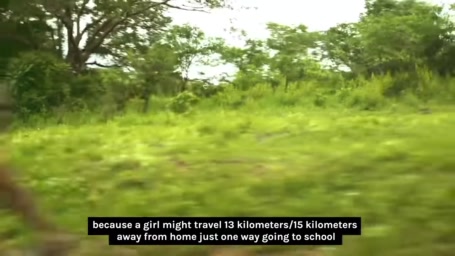 because a girl might travel 13 kilometers/15 kilometers
away from home just one way going to school